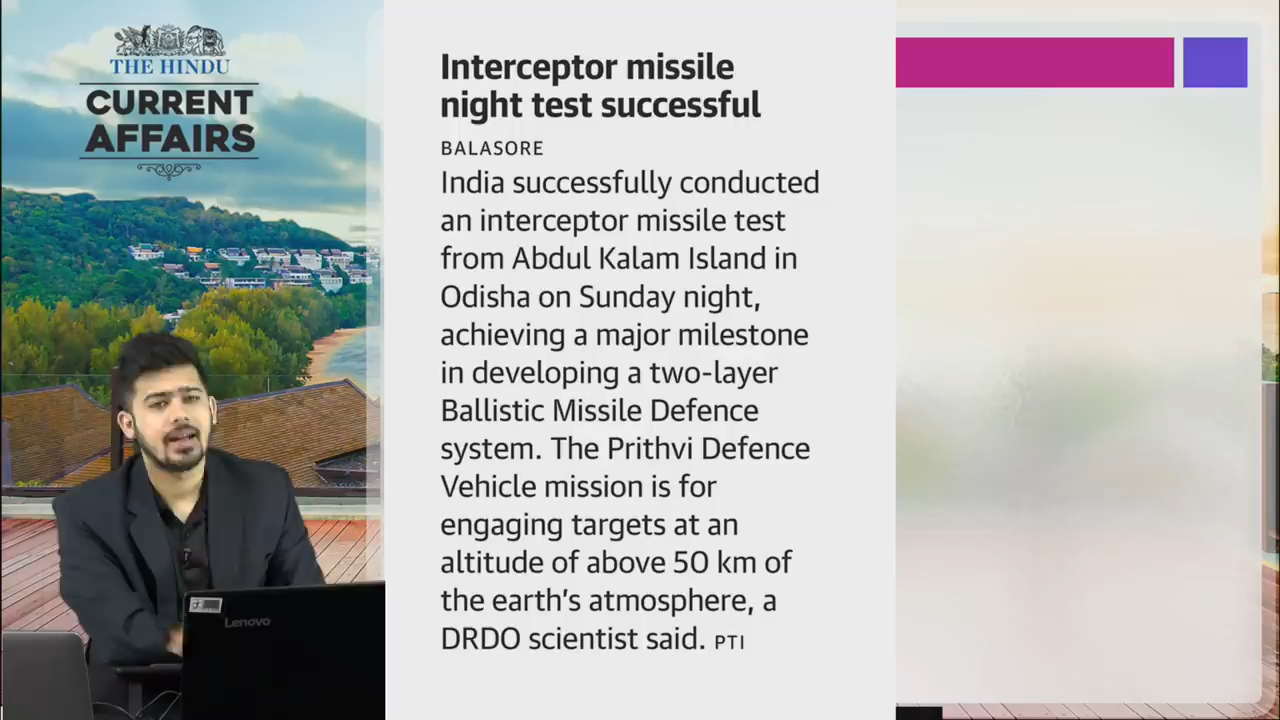 THE HINDU
CURRENT
AFFAIRS
Interceptor missile
night test successful
BALASORE
India successfully conducted
an interceptor missile test
from Abdul Kalam Island in
Odisha on Sunday night,
achieving a major milestone
in developing a two-layer
Ballistic Missile Defence
system. The Prithvi Defence
Vehicle mission is for
engaging targets at an
altitude of above 50 km of
the earth's atmosphere, a
DRDO scientist said. PTI
Lenovo